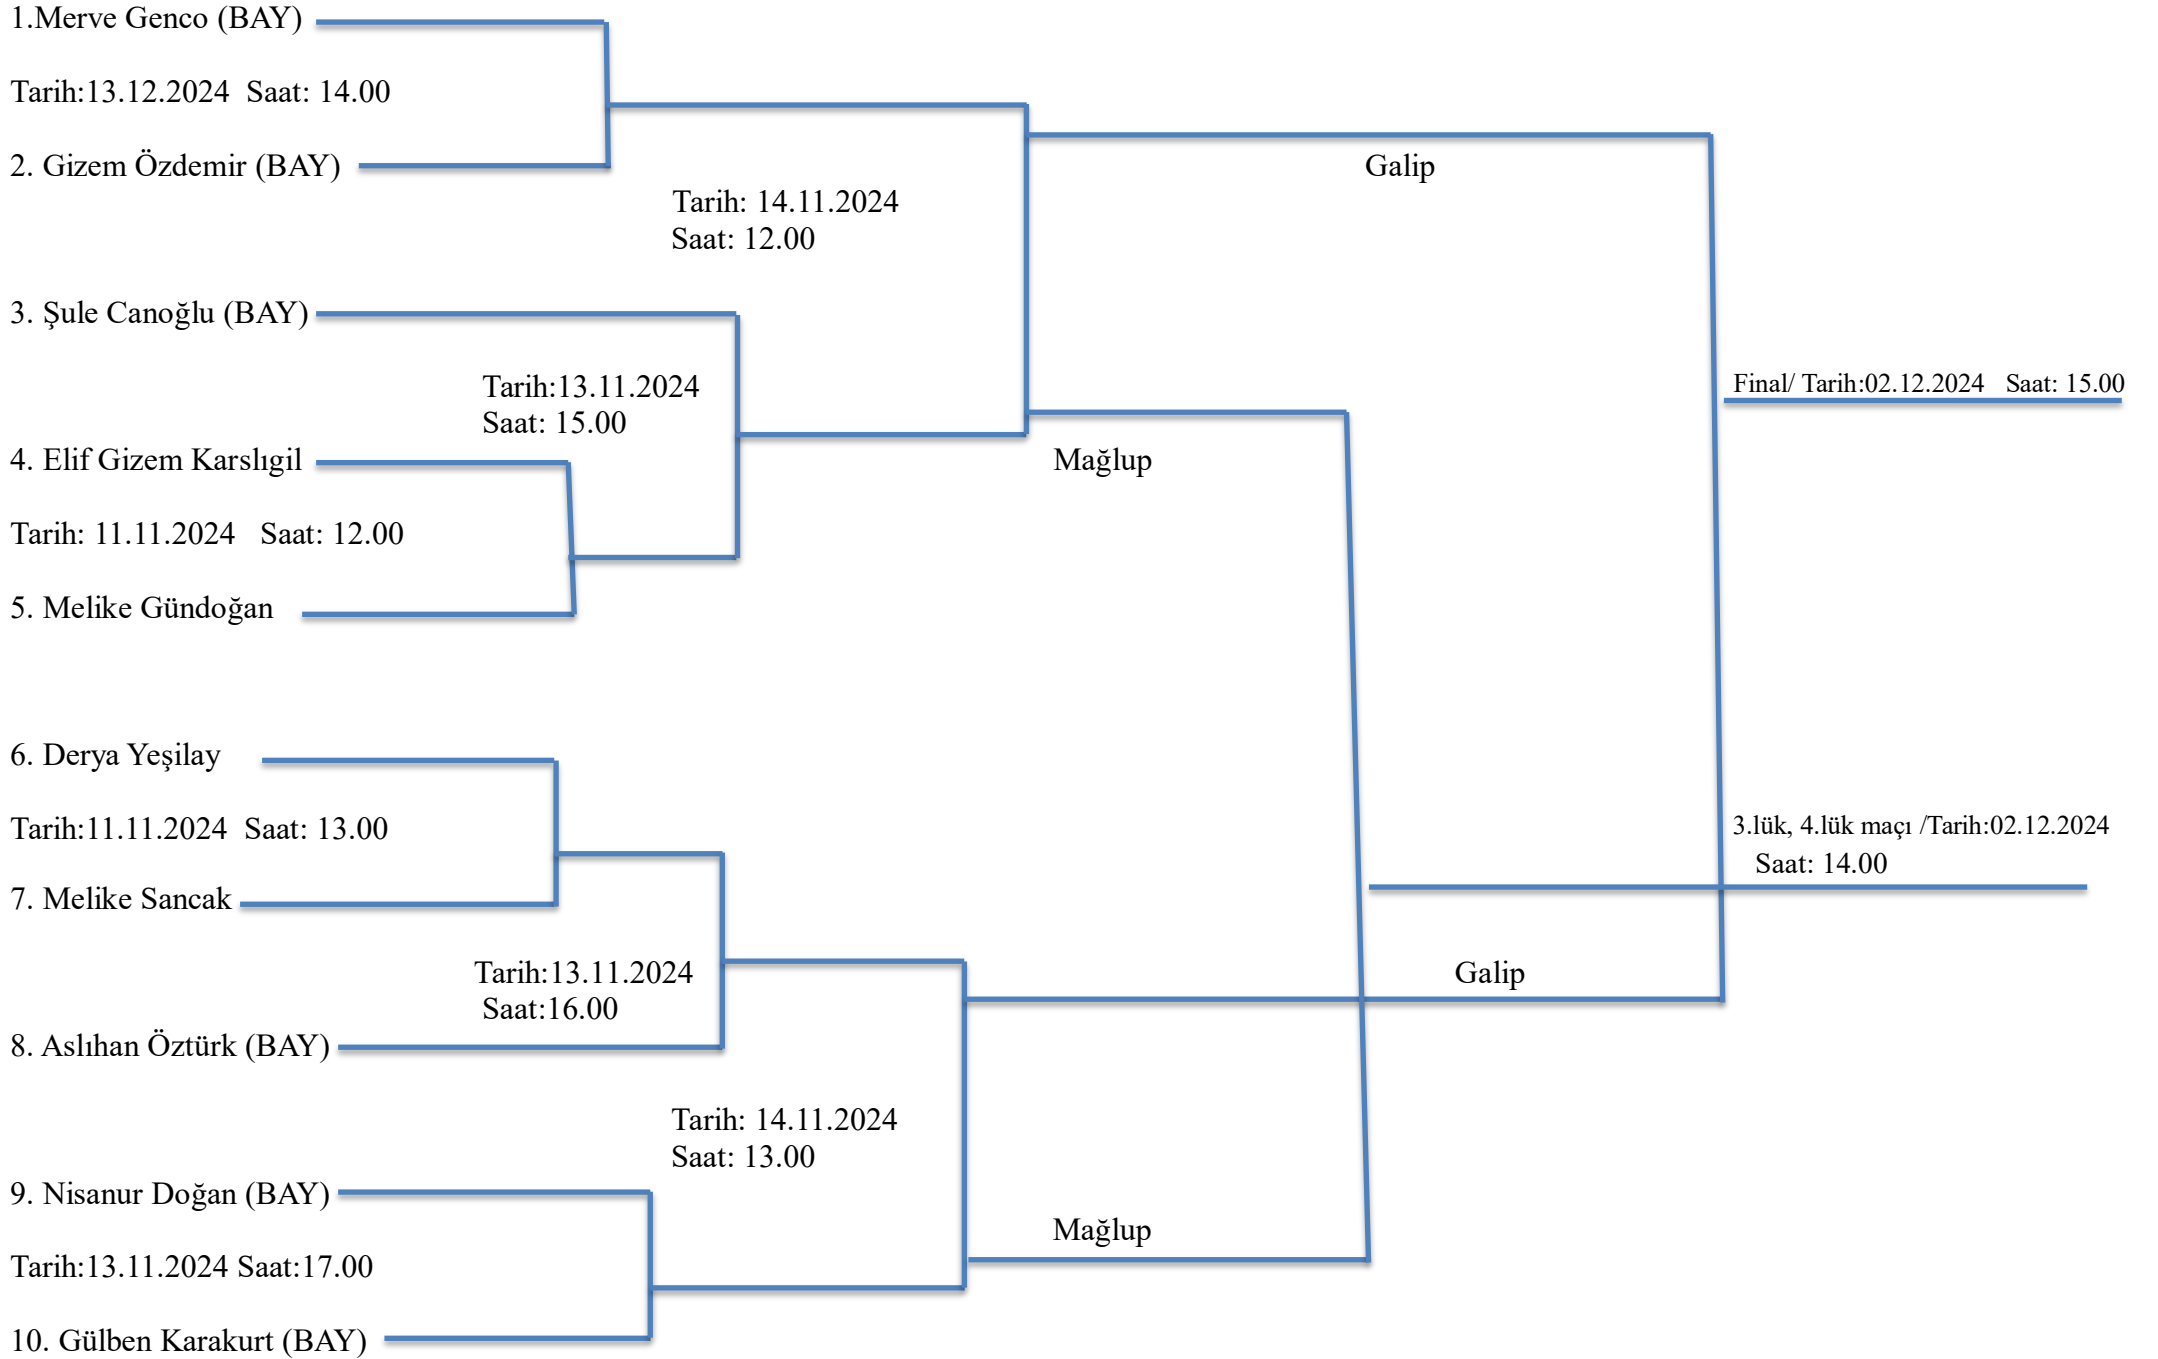 1.Merve Genco (BAY)
Tarih:13.12.2024  Saat: 14.00
2. Gizem Özdemir (BAY)
Galip
Tarih: 14.11.2024
Saat: 12.00
3. Şule Canoğlu (BAY)
Tarih:13.11.2024
Saat: 15.00
Final/ Tarih:02.12.2024   Saat: 15.00
4. Elif Gizem Karslıgil
Mağlup
Tarih: 11.11.2024   Saat: 12.00
5. Melike Gündoğan
6. Derya Yeşilay
Tarih:11.11.2024  Saat: 13.00
3.lük, 4.lük maçı /Tarih:02.12.2024
Saat: 14.00
7. Melike Sancak
Tarih:13.11.2024
Saat:16.00
Galip
8. Aslıhan Öztürk (BAY)
Tarih: 14.11.2024
Saat: 13.00
9. Nisanur Doğan (BAY)
Mağlup
Tarih:13.11.2024 Saat:17.00
10. Gülben Karakurt (BAY)